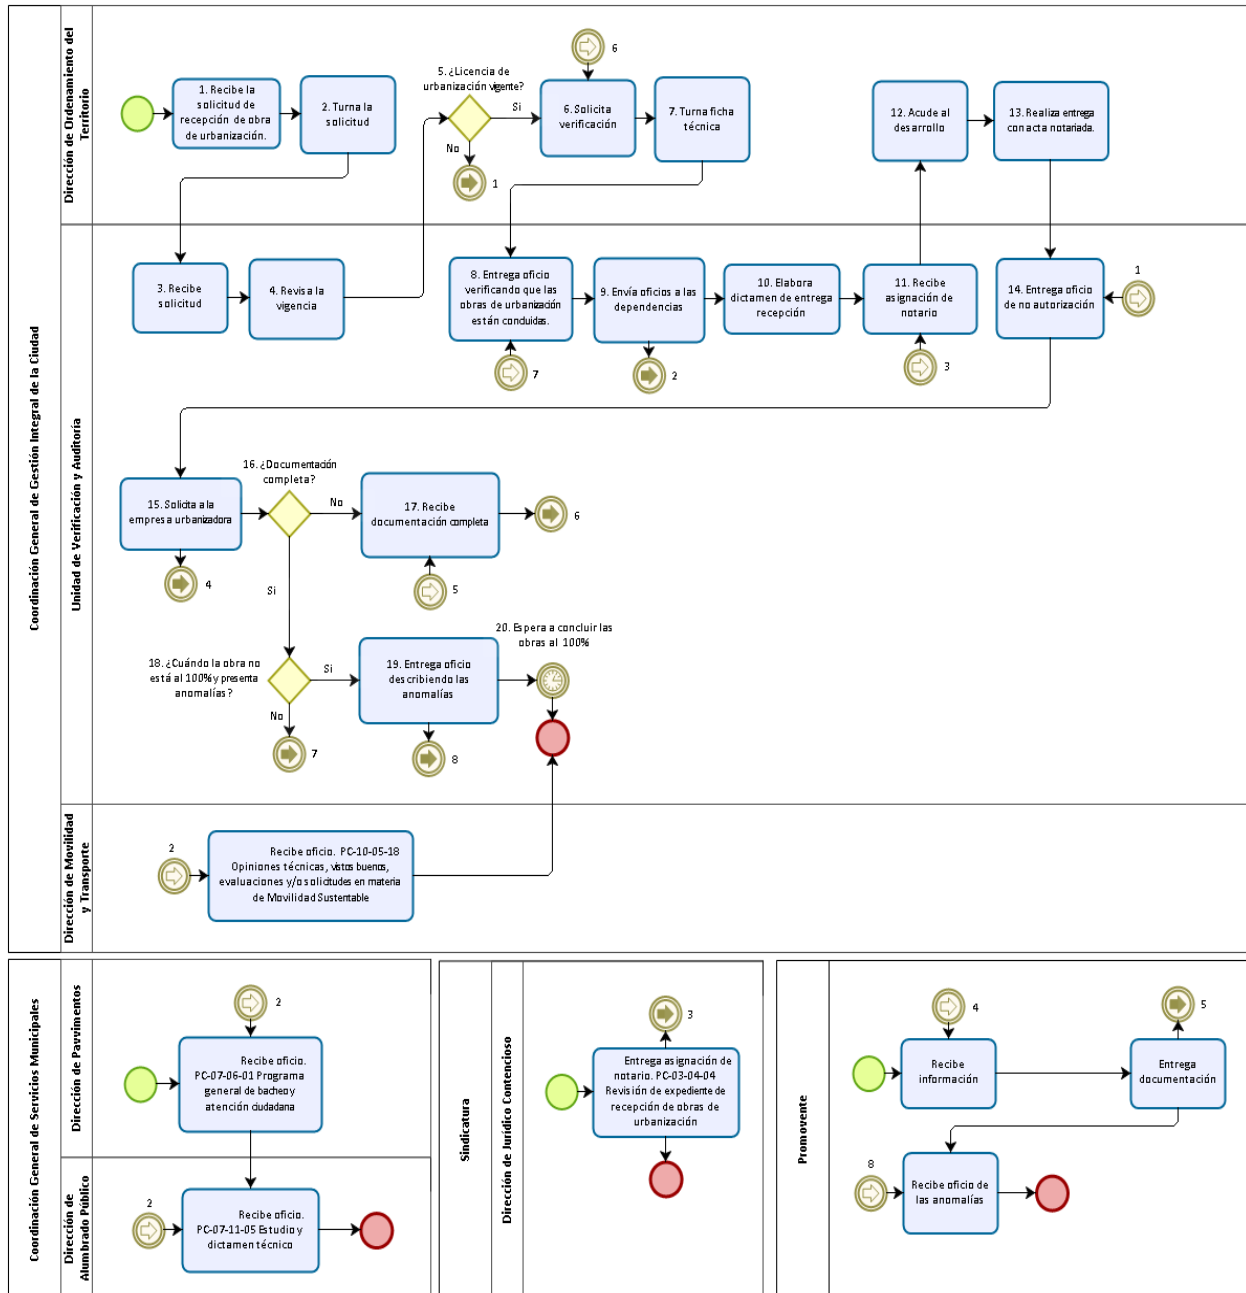 Coordinación General de Gestión Integral de la Ciudad
Dirección de Ordenamiento del
Territorio
1. Recibe la
solicitud de
recepción de obra
de urbanización.
2. Turna la
solicitud
5. ¿Licencia de
urbanización vigente?
Si
No
1
6
6. Solicita
verificación
7. Turna ficha
técnica
12. Acude al
desarrollo
13. Realiza entrega
con acta notariada.
Unidad de Verificación y Auditoría
3. Recibe
solicitud
4. Revisa la
vigencia
8. Entrega oficio
verificando que las
obras de urbanización
están concluidas.
7
9. Envía oficios a las
dependencias
2
10. Elabora
dictamen de entrega
recepción
11. Recibe
asignación de
notario
3
14. Entrega oficio
de no autorización
1
15. Solicita a la
empresa urbanizadora
4
16. ¿Documentación
completa?
No
Si
17. Recibe
documentación completa
6
5
18. ¿Cuándo la obra no
está al 100% y presenta
anomalías?
Si
No
7
19. Entrega oficio
describiendo las
anomalías
8
20. Espera a concluir las
obras al 100%
Dirección de Movilidad
y Transporte
2
Recibe oficio. PC-10-05-18
Opiniones técnicas, vistos buenos,
evaluaciones y/o solicitudes en materia
de Movilidad Sustentable
Coordinación General de Servicios Municipales
Dirección de Pavvimentos
2
Recibe oficio.
PC-07-06-01 Programa
general de bacheo y
atención ciudadana
Dirección de
Alumbrado Público
2
Recibe oficio.
PC-07-11-05 Estudio y
dictamen técnico
Sindicatura
Dirección de Jurídico Contencioso
3
Entrega asignación de
notario. PC-03-04-04
Revisión de expediente de
recepción de obras de
urbanización
Promovente
4
Recibe
información
5
Entrega
documentación
8
Recibe oficio de
las anomalías